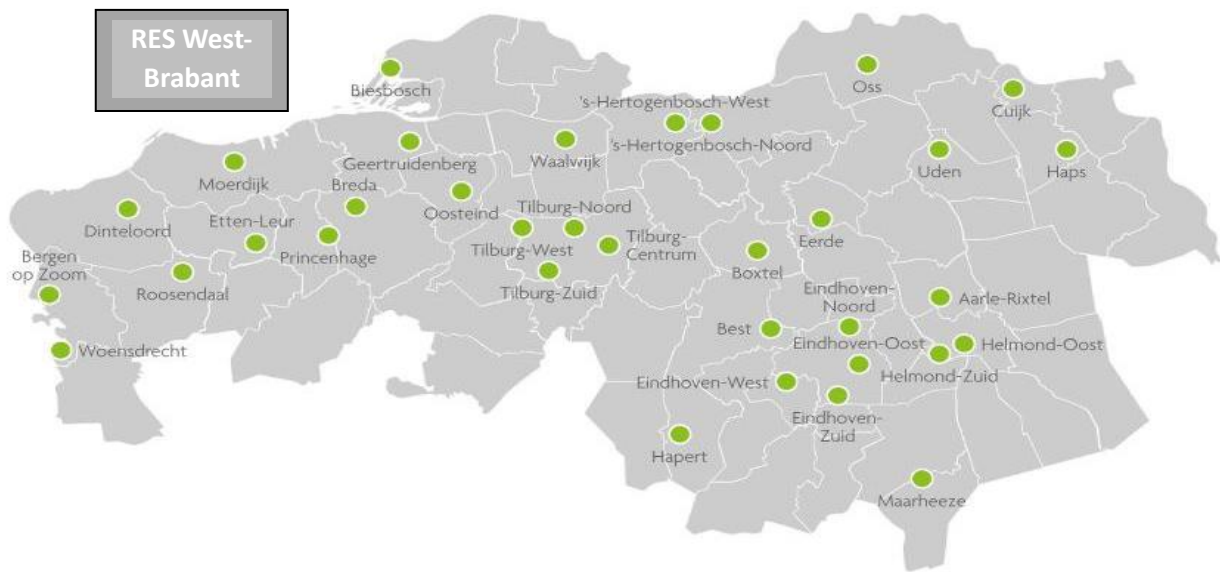 RES West-
Brabant
Biesbosch
Oss
Cuijk
's-Hertogenbosch-West
's-Hertogenbosch-Noord
Geertruidenberg
Waalwijk
Uden
Haps
Moerdijk
Breda
Oosteind
Dinteloord
Etten-Leur
Princenhage
Tilburg-Noord
Tilburg-West
Tilburg-
Centrum
Tilburg-Zuid
Eerde
Boxtel
Bergen
op Zoom
Roosendaal
Eindhoven-
Noord
Aarle-Rixtel
Best
Eindhoven-Oost
Helmond-Oost
Woensdrecht
Helmond-Zuid
Eindhoven-West
Eindhoven-
Zuid
Hapert
Maarheeze